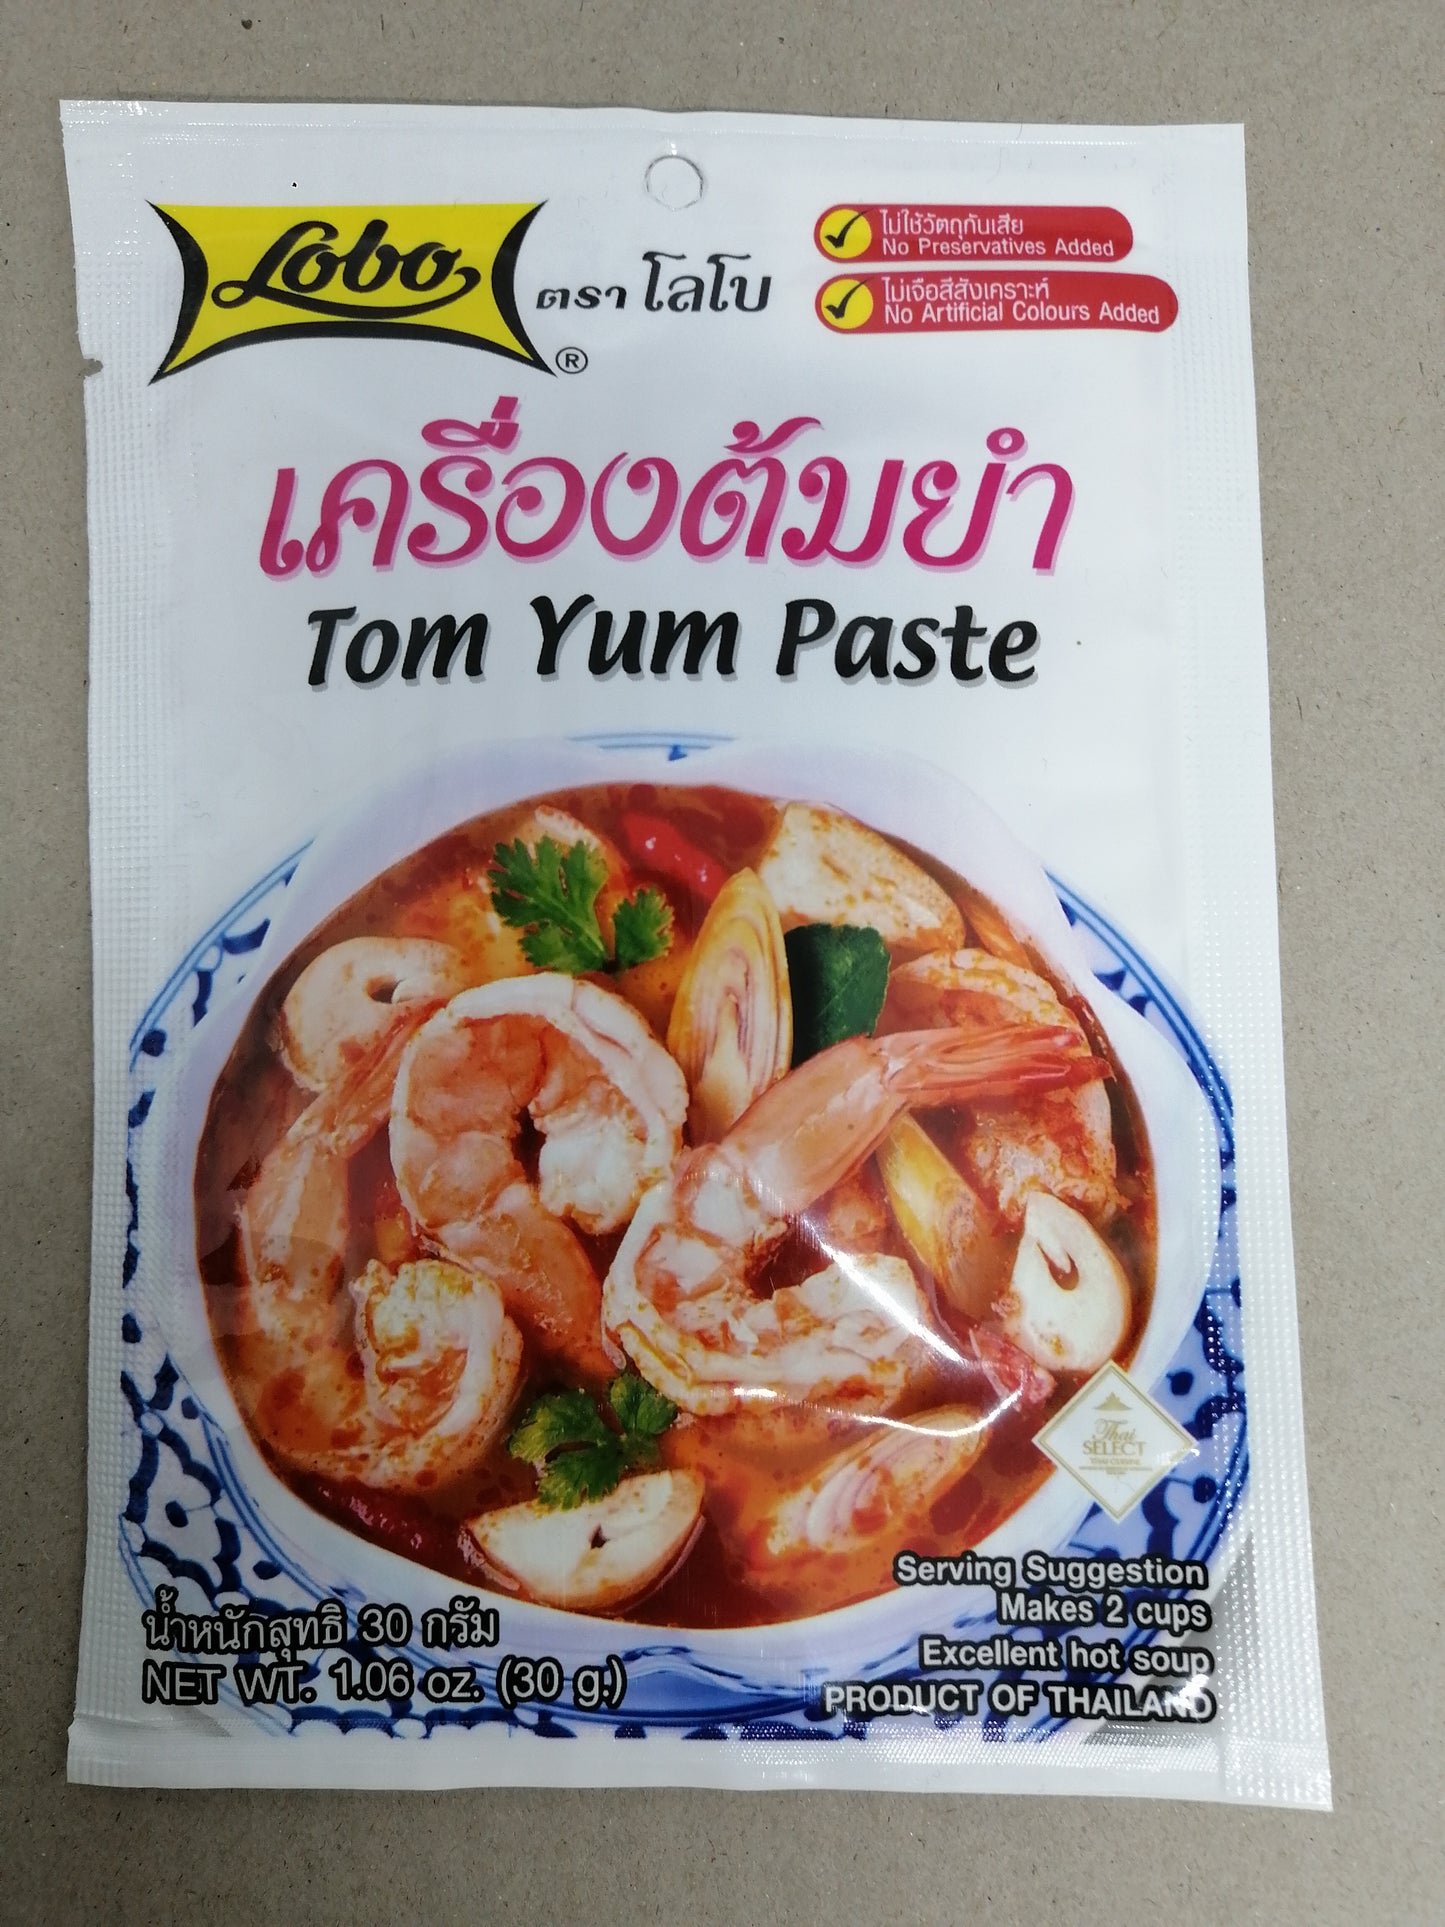 Lobo
®
ตรา โลโบ
ไม่ใช้วัตถุกันเสีย
No Preservatives Added
ไม่เจือสีสังเคราะห์
No Artificial Colours Added
เครื่องต้มยำ
Tom Yum Paste
Thai
SELECT
THAI CUISINE
น้ำหนักสุทธิ 30 กรัม
NET WT. 1.06 oz. (30 g.)
Serving Suggestion
Makes 2 cups
Excellent hot soup
PRODUCT OF THAILAND